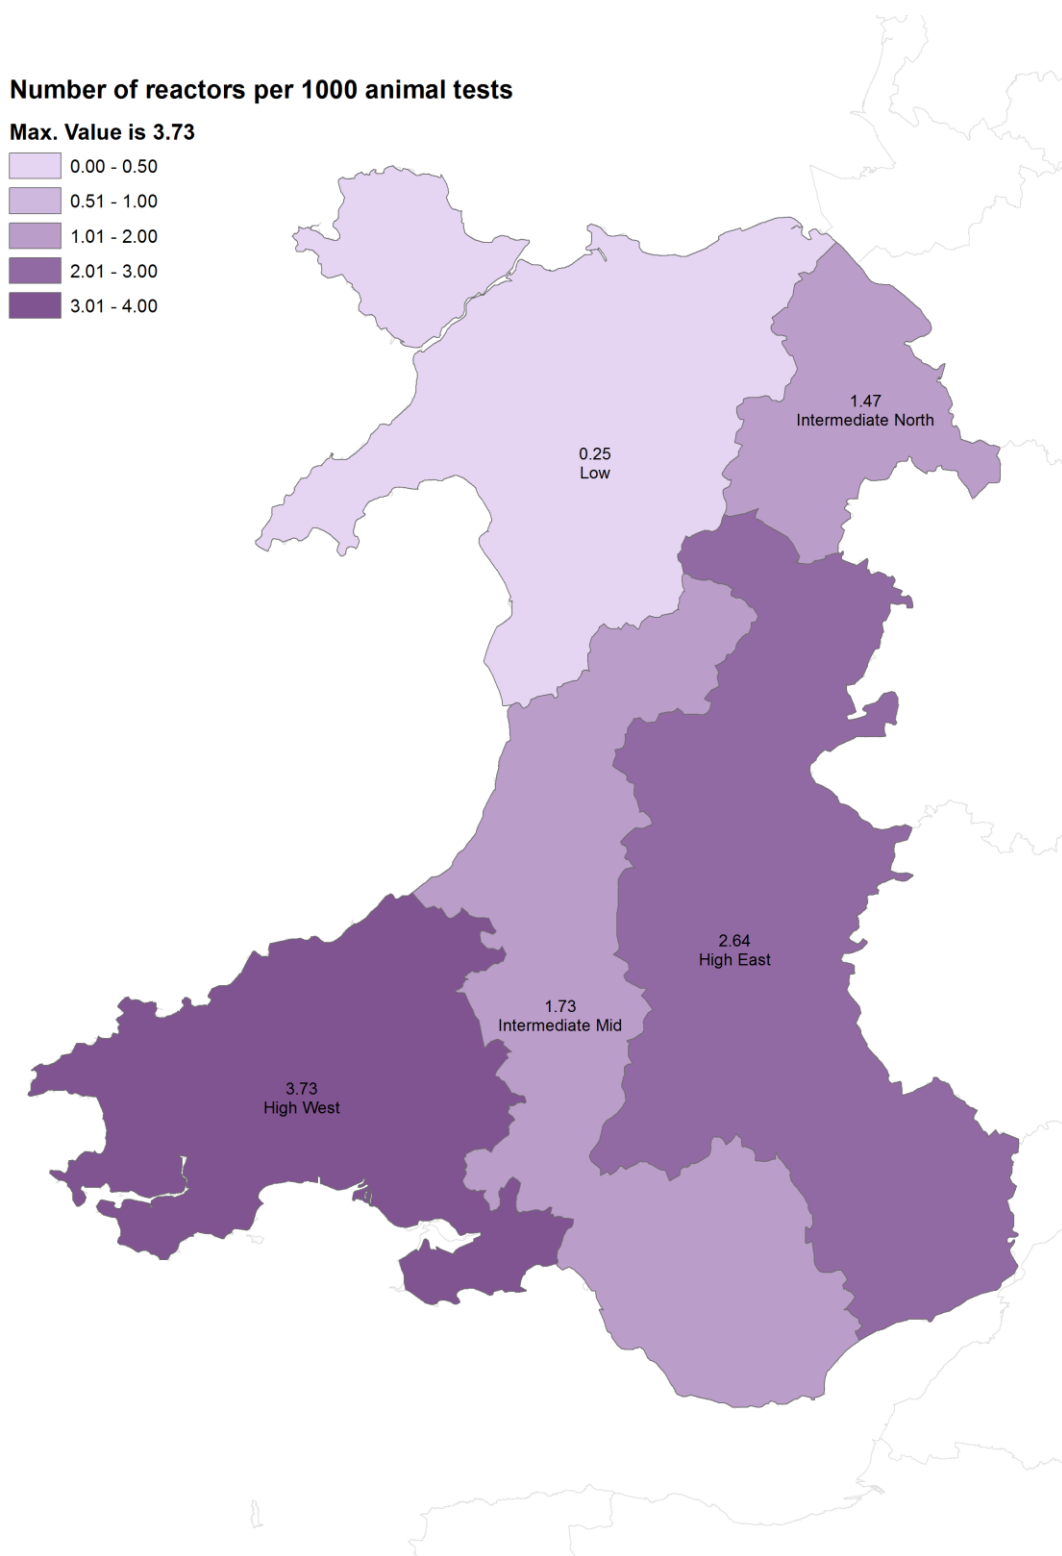 Number of reactors per 1000 animal tests
Max. Value is 3.73
0.00 - 0.50
0.51 - 1.00
1.01 - 2.00
2.01 - 3.00
3.01 - 4.00
1.47
Intermediate North
0.25
Low
2.64
High East
1.73
Intermediate Mid
3.73
High West